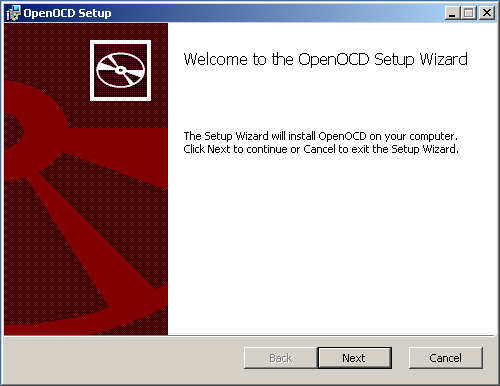 OpenOCD Setup
Welcome to the OpenOCD Setup Wizard
The Setup Wizard will install OpenOCD on your computer.
Click Next to continue or Cancel to exit the Setup Wizard.
Back
Next
Cancel